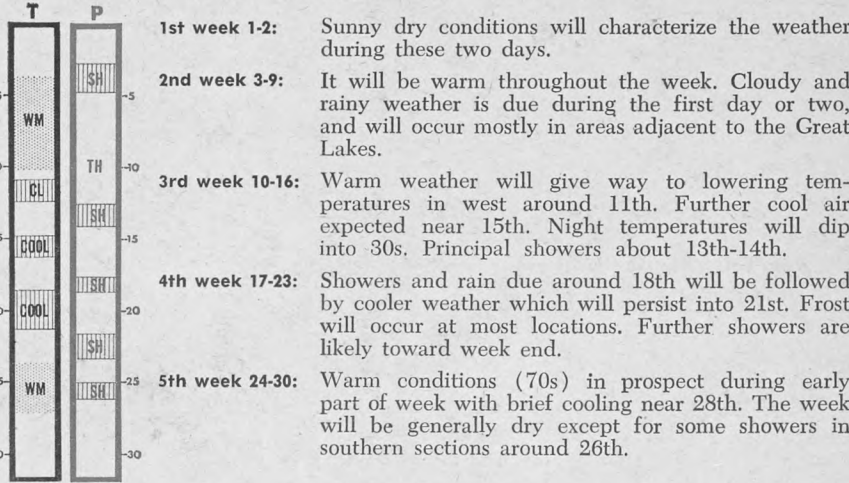 T P
1st week 1-2: Sunny dry conditions will characterize the weather
during these two days.
2nd week 3-9: It will be warm throughout the week. Cloudy and
rainy weather is due during the first day or two,
and will occur mostly in areas adjacent to the Great
Lakes.
3rd week 10-16: Warm weather will give way to lowering tem-
peratures in west around 11th. Further cool air
expected near 15th. Night temperatures will dip
into 30s. Principal showers about 13th-14th.
4th week 17-23: Showers and rain due around 18th will be followed
by cooler weather which will persist into 21st. Frost
will occur at most locations. Further showers are
likely toward week end.
5th week 24-30: Warm conditions (70s) in prospect during early
part of week with brief cooling near 28th. The week
will be generally dry except for some showers in
southern sections around 26th.
SH
-5
WM
TH -10
CL
SH
COOL -15
SH
COOL -20
SH
WM SH -25
-30